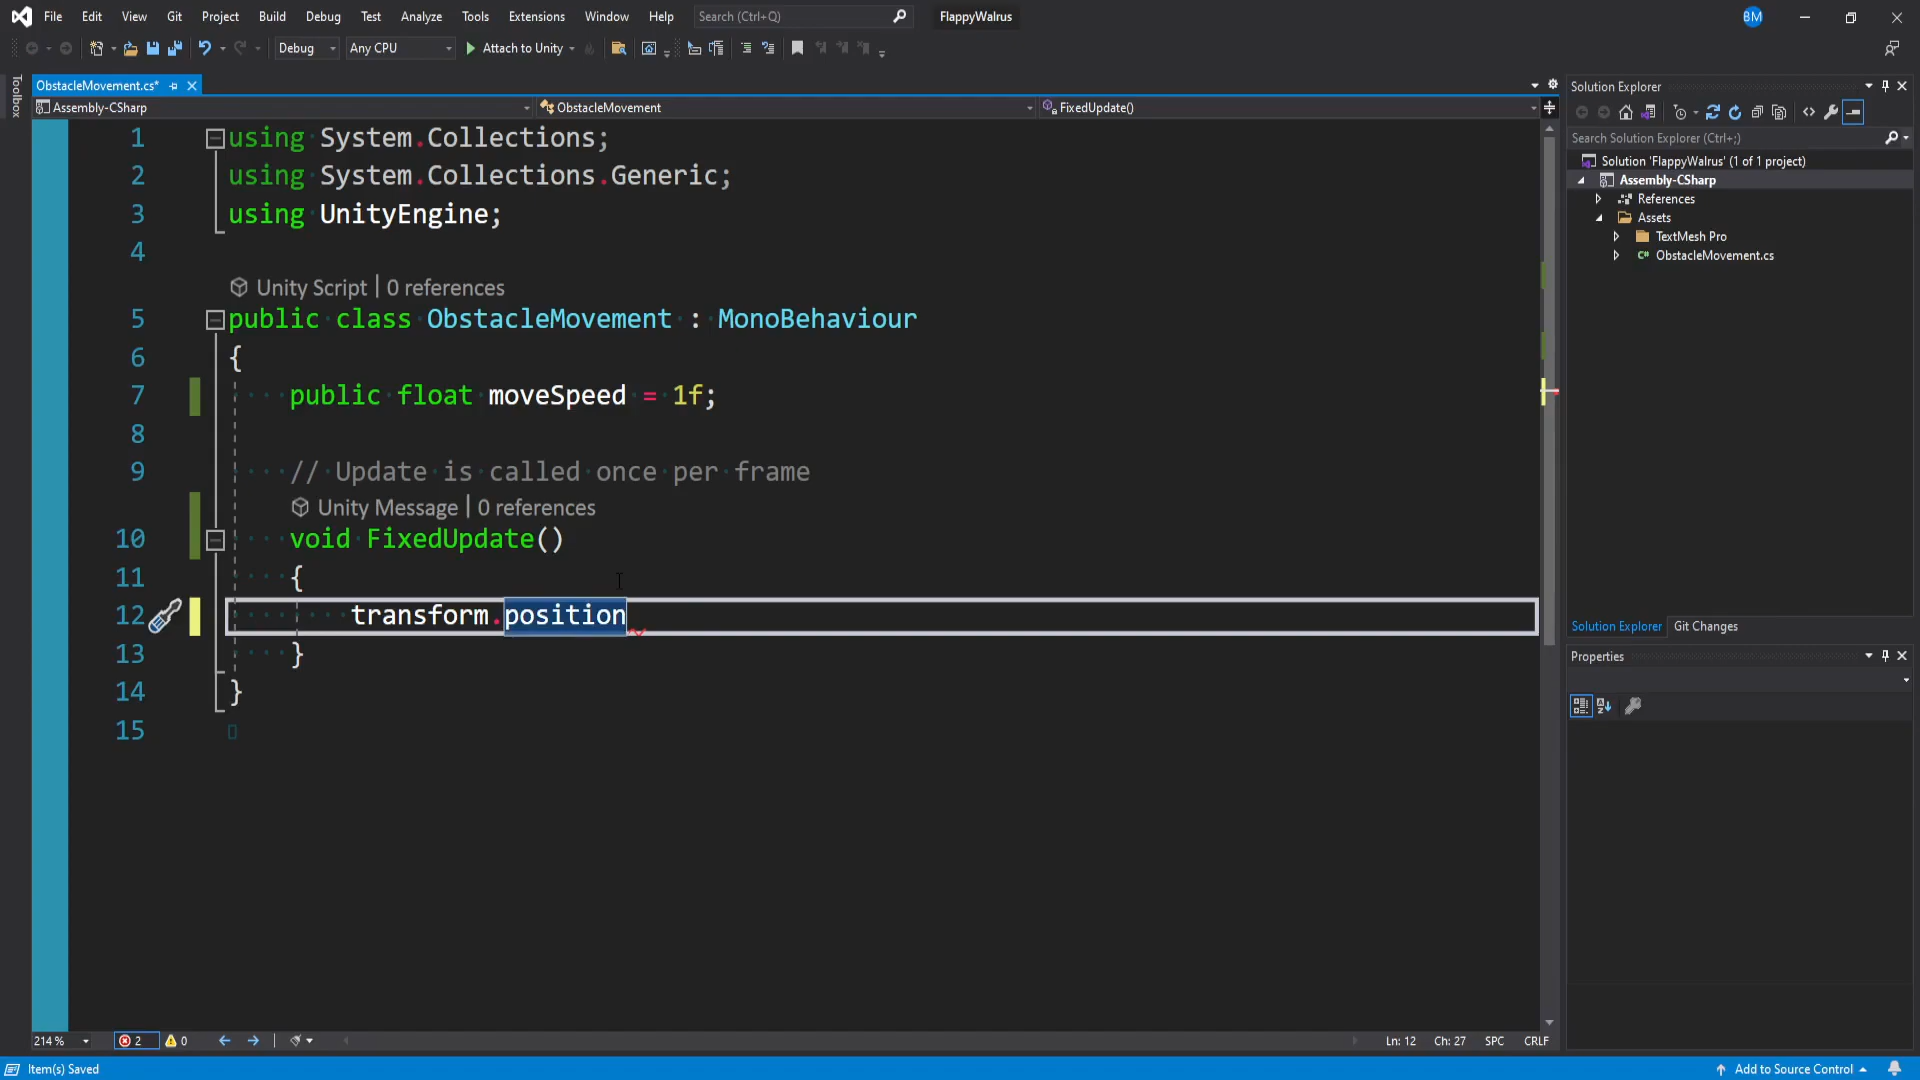 File Edit View Git Project Build Debug Test Analyze Tools Extensions Window Help Search (Ctrl+Q) FlappyWalrus BM
Debug Any CPU Attach to Unity
Toolbox
ObstacleMovement.cs*
Assembly-CSharp ObstacleMovement FixedUpdate()
1 using System.Collections;
2 using System.Collections.Generic;
3 using UnityEngine;
4
Unity Script | 0 references
5 public class ObstacleMovement : MonoBehaviour
6 {
7 public float moveSpeed = 1f;
8
9 // Update is called once per frame
Unity Message | 0 references
10 void FixedUpdate()
11 {
12 transform.position
13 }
14 }
15
Solution Explorer
Search Solution Explorer (Ctrl+;)
Solution 'FlappyWalrus' (1 of 1 project)
Assembly-CSharp
References
Assets
TextMesh Pro
C# ObstacleMovement.cs
Solution Explorer Git Changes
Properties
214 % 2 0 Ln: 12 Ch: 27 SPC CRLF
Item(s) Saved Add to Source Control